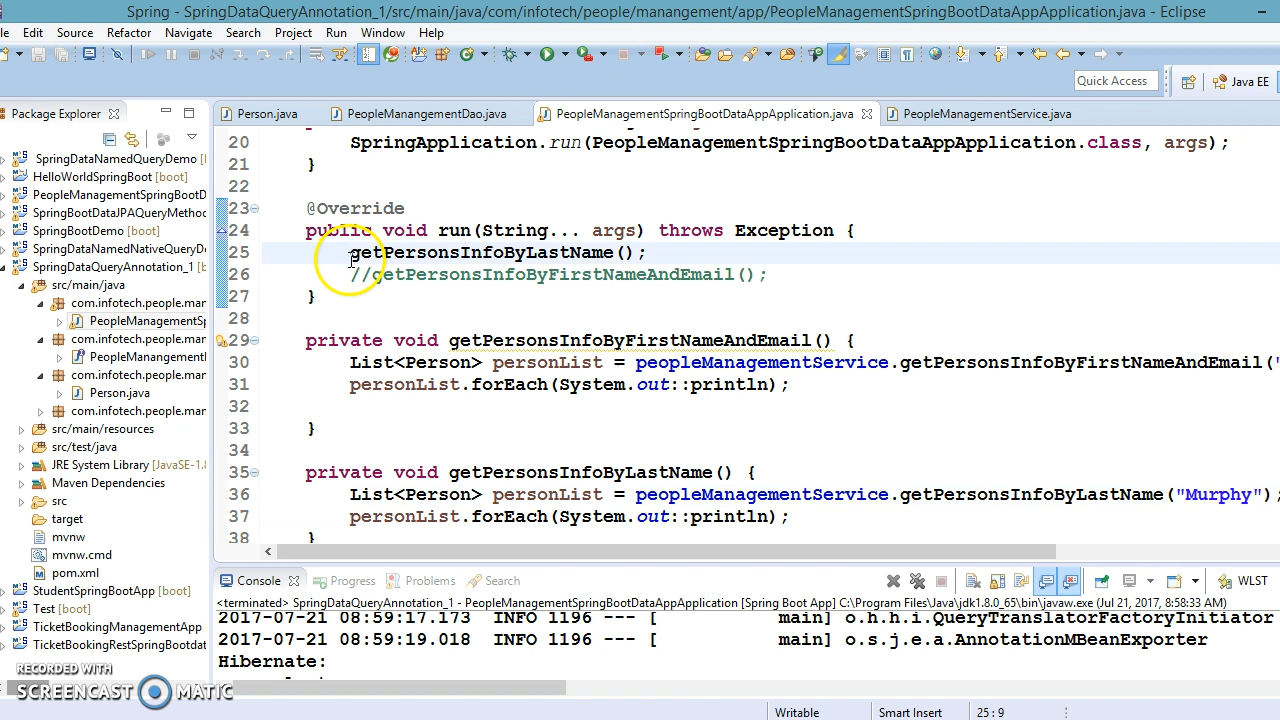 Spring - SpringDataQueryAnnotation_1/src/main/java/com/infotech/people/manangement/app/PeopleManagementSpringBootDataAppApplication.java - Eclipse
File Edit Source Refactor Navigate Search Project Run Window Help
Quick Access
Java EE
Package Explorer
SpringDataNamedQueryDemo [
HelloWorldSpringBoot [boot]
PeopleManagementSpringBootD
SpringBootDataJPAQueryMethoc
SpringBootDemo [boot]
SpringDataNamedNativeQueryD
SpringDataQueryAnnotation_1 [b
src/main/java
com.infotech.people.manage
PeopleManagementSp
com.infotech.people.manage
PeopleManangementI
com.infotech.people.manage
Person.java
com.infotech.people.manage
src/main/resources
src/test/java
JRE System Library [JavaSE-1.8
Maven Dependencies
src
target
mvnw
mvnw.cmd
pom.xml
StudentSpringBootApp [boot]
Test [boot]
TicketBookingManagementApp
TicketBookingRestSpringBootdat
Person.java
PeopleManangementDao.java
PeopleManagementSpringBootDataAppApplication.java
PeopleManagementService.java
20 SpringApplication.run(PeopleManagementSpringBootDataAppApplication.class, args);
21 }
22
23 @Override
24 public void run(String... args) throws Exception {
25 getPersonsInfoByLastName();
26 //getPersonsInfoByFirstNameAndEmail();
27 }
28
29 private void getPersonsInfoByFirstNameAndEmail() {
30 List<Person> personList = peopleManagementService.getPersonsInfoByFirstNameAndEmail("
31 personList.forEach(System.out::println);
32
33 }
34
35 private void getPersonsInfoByLastName() {
36 List<Person> personList = peopleManagementService.getPersonsInfoByLastName("Murphy");
37 personList.forEach(System.out::println);
38 }
Console Progress Problems Search
WLST
<terminated> SpringDataQueryAnnotation_1 - PeopleManagementSpringBootDataAppApplication [Spring Boot App] C:\Program Files\Java\jdk1.8.0_65\bin\javaw.exe (Jul 21, 2017, 8:58:33 AM)
2017-07-21 08:59:17.173 INFO 1196 --- [ main] o.h.h.i.QueryTranslatorFactoryInitiator
2017-07-21 08:59:19.018 INFO 1196 --- [ main] o.s.j.e.a.AnnotationMBeanExporter
Hibernate:
RECORDED WITH
SCREENCAST MATIC
Writable
Smart Insert
25 : 9